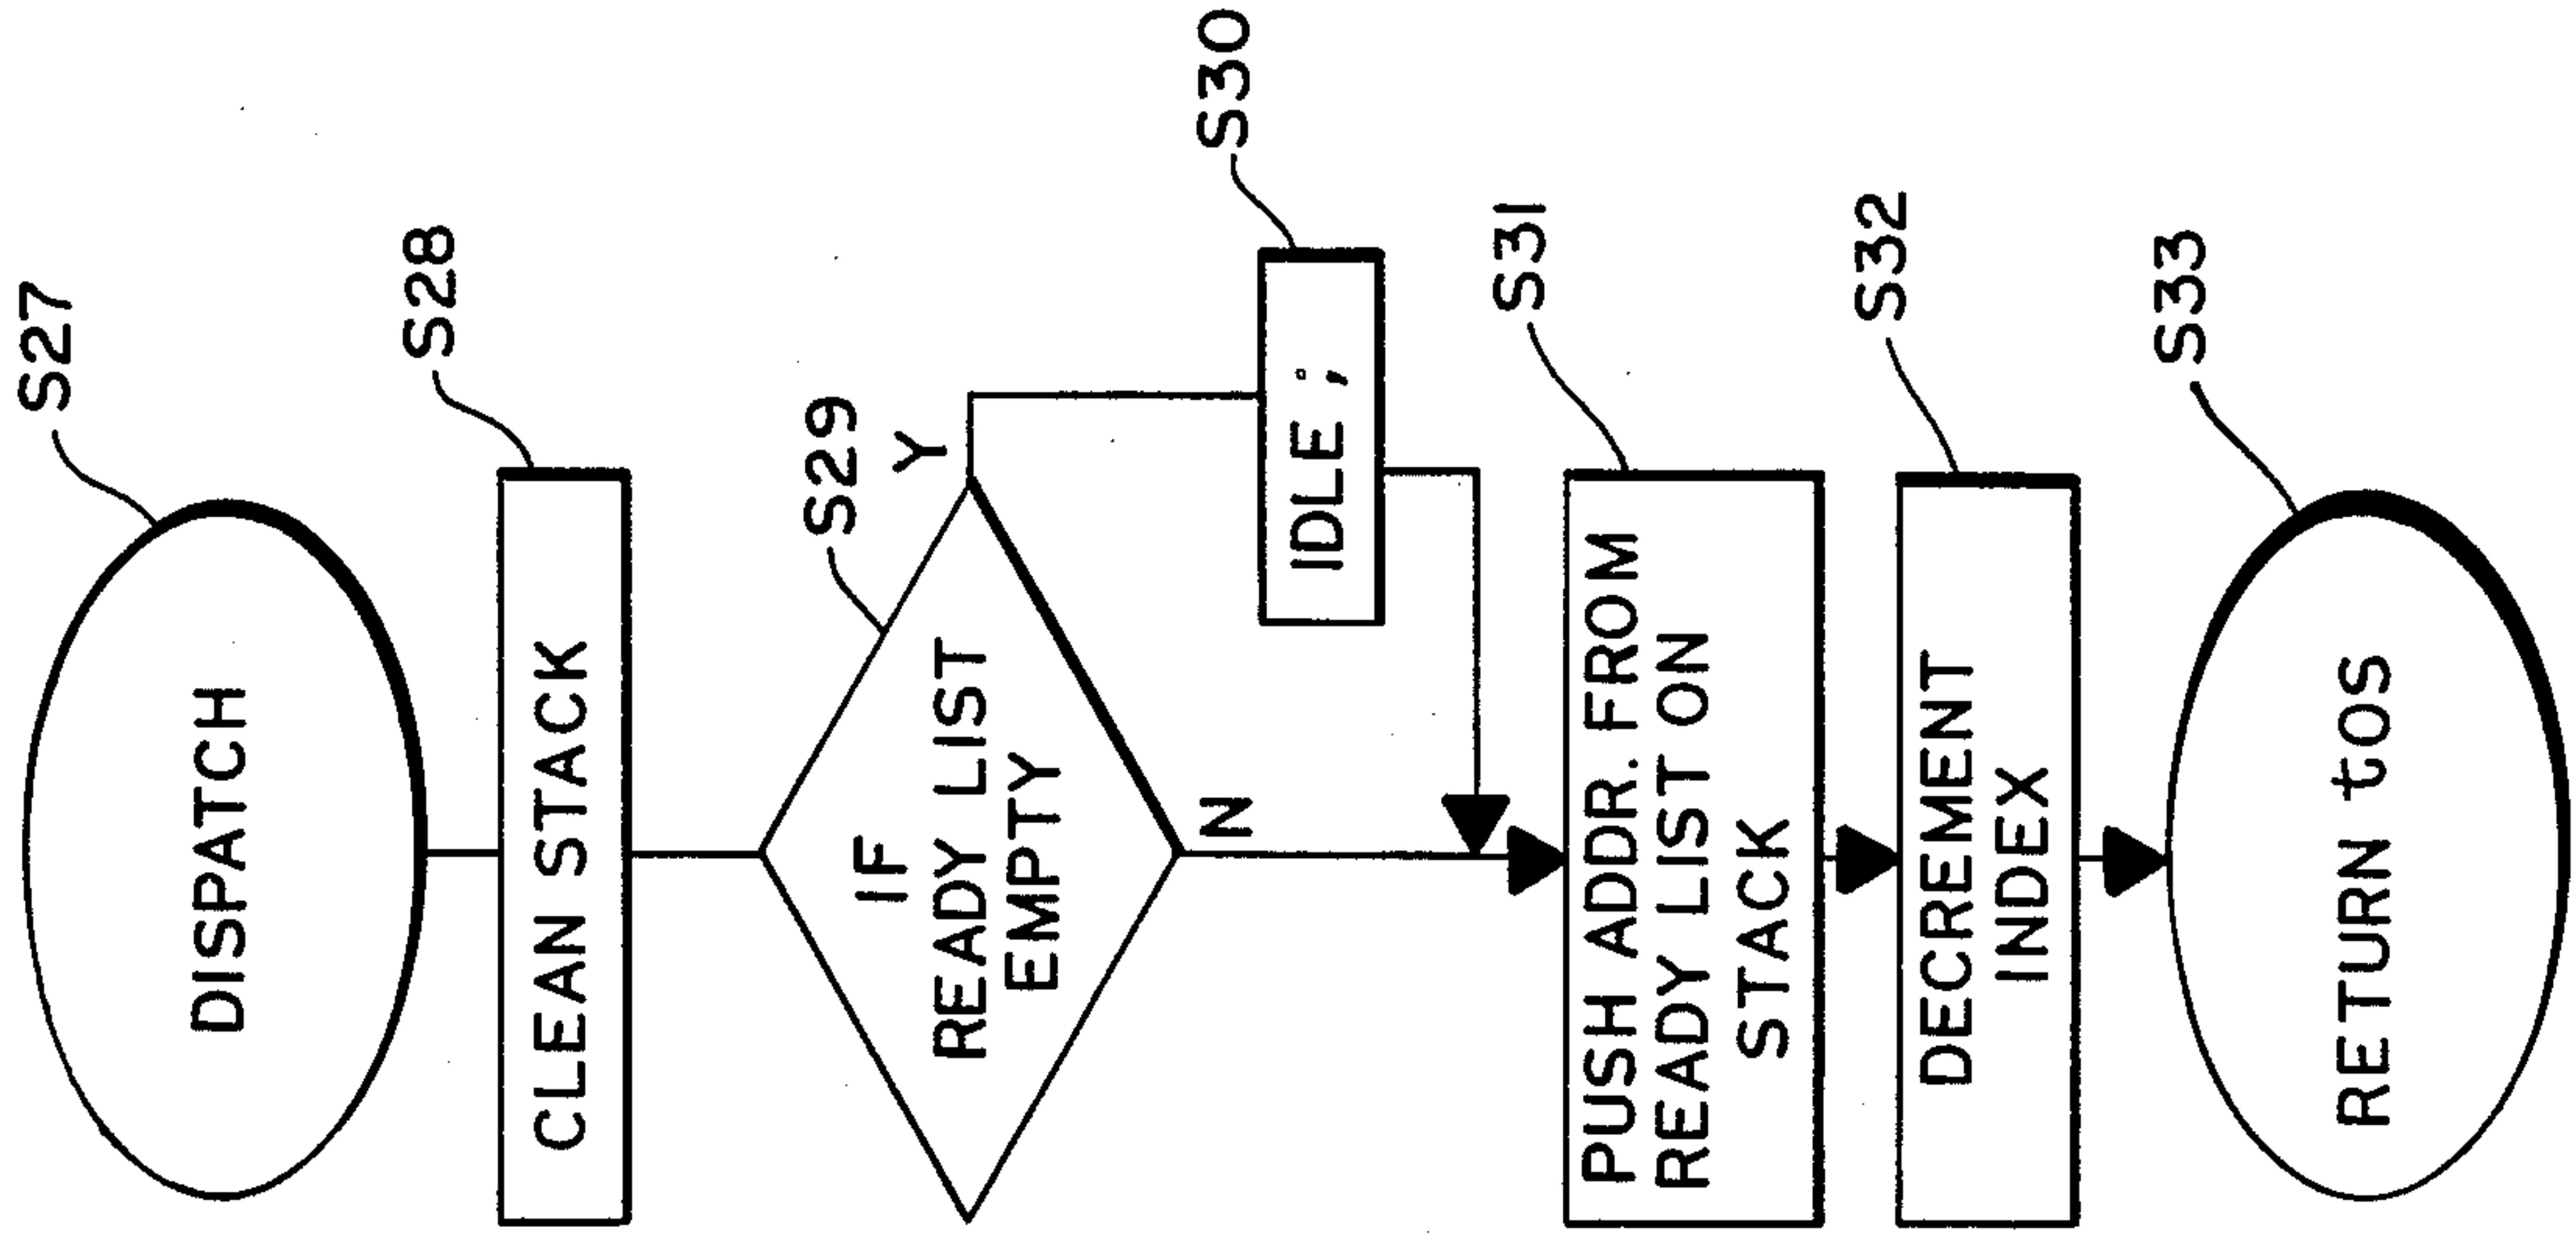 S27
DISPATCH
S28
CLEAN STACK
S29
IF
READY LIST
EMPTY
Y
N
S30
IDLE ;
S31
PUSH ADDR. FROM
READY LIST ON
STACK
S32
DECREMENT
INDEX
S33
RETURN tOS